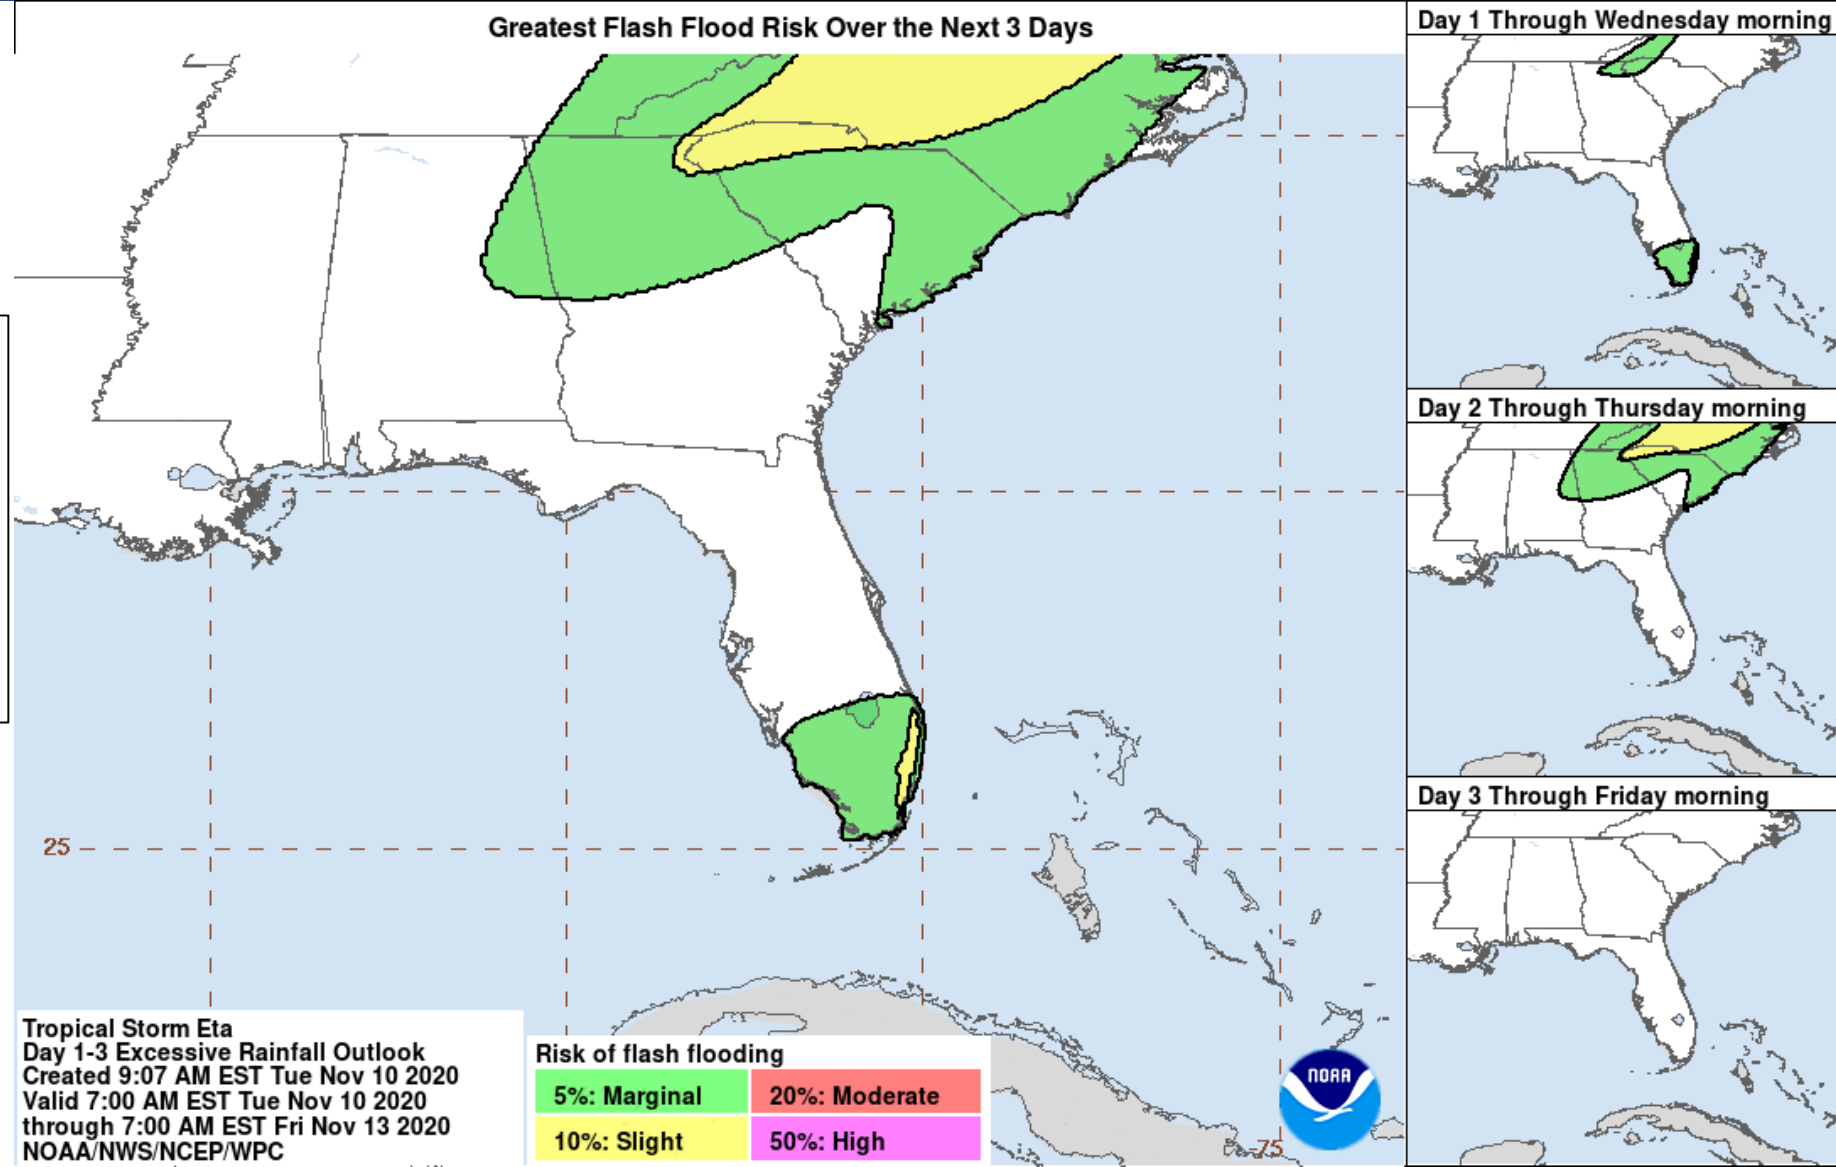 Greatest Flash Flood Risk Over the Next 3 Days
Day 1 Through Wednesday morning
Day 2 Through Thursday morning
Day 3 Through Friday morning
25
-75
Tropical Storm Eta
Day 1-3 Excessive Rainfall Outlook
Created 9:07 AM EST Tue Nov 10 2020
Valid 7:00 AM EST Tue Nov 10 2020
through 7:00 AM EST Fri Nov 13 2020
NOAA/NWS/NCEP/WPC
Risk of flash flooding
5%: Marginal
20%: Moderate
10%: Slight
50%: High
NOAA